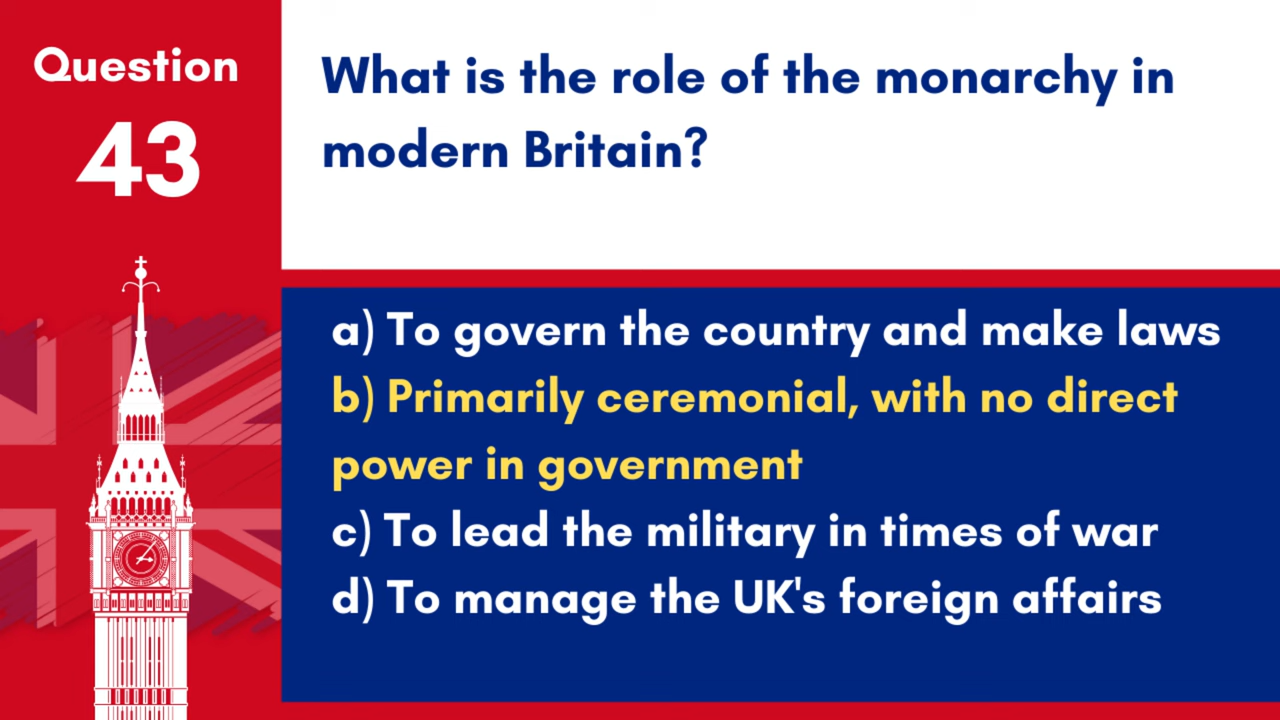 Question
43
What is the role of the monarchy in
modern Britain?
a) To govern the country and make laws
b) Primarily ceremonial, with no direct
power in government
c) To lead the military in times of war
d) To manage the UK's foreign affairs